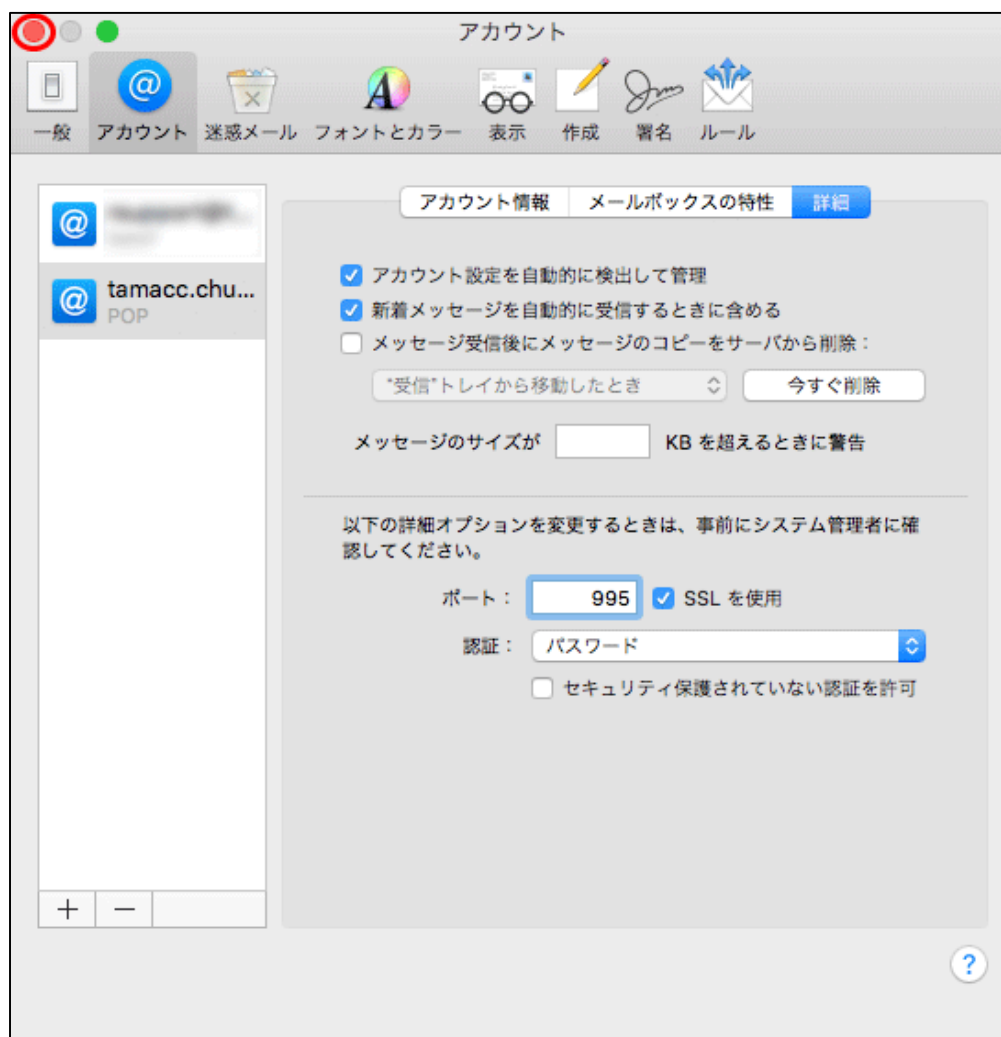 アカウント
一般 アカウント 迷惑メール フォントとカラー 表示 作成 署名 ルール
アカウント情報 メールボックスの特性 詳細
tamacc.chu...
POP
アカウント設定を自動的に検出して管理
新着メッセージを自動的に受信するときに含める
メッセージ受信後にメッセージのコピーをサーバから削除：
"受信"トレイから移動したとき 今すぐ削除
メッセージのサイズが KB を超えるときに警告
以下の詳細オプションを変更するときは、事前にシステム管理者に確
認してください。
ポート： 995 SSL を使用
認証： パスワード
セキュリティ保護されていない認証を許可